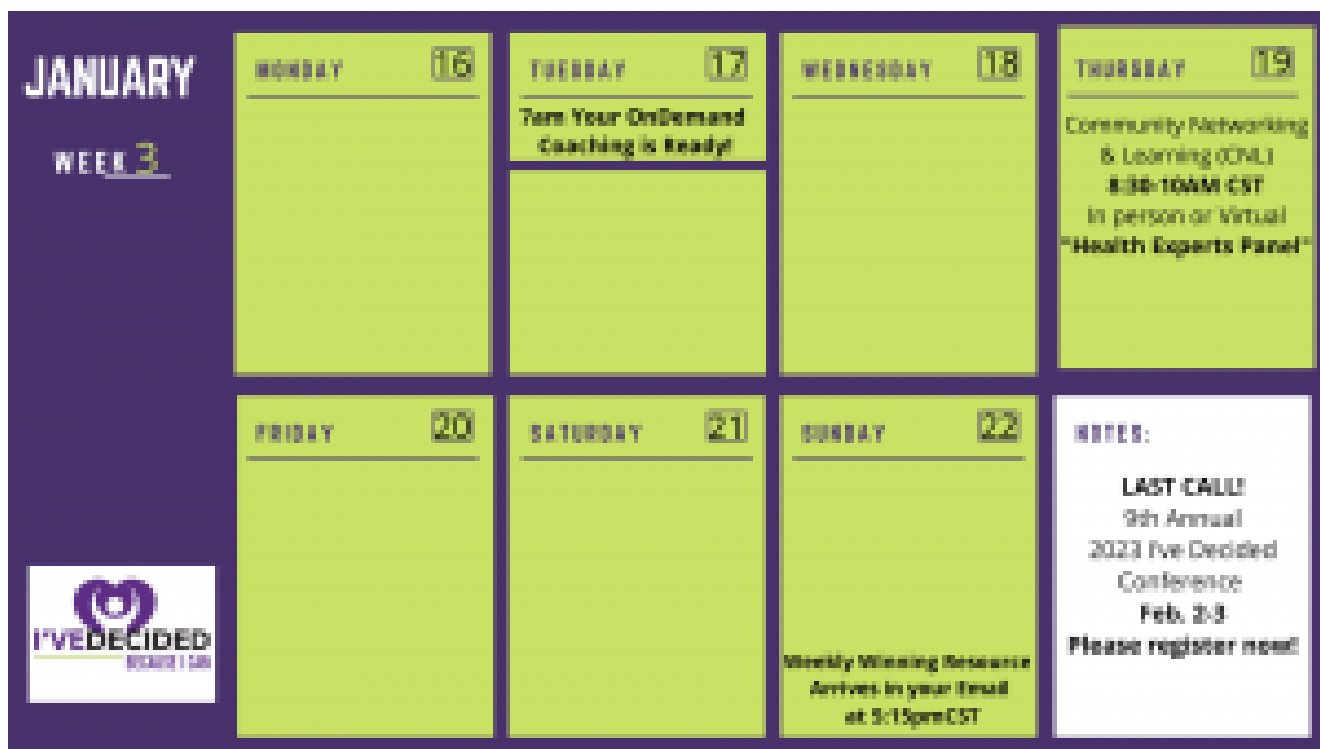 JANUARY
WEEK 3
MONDAY 16
TUESDAY 17
7am Your OnDemand
Coaching is Ready!
WEDNESDAY 18
THURSDAY 19
Community Networking
& Learning (CNL)
8:30-10AM CST
In person or Virtual
"Health Experts Panel"
FRIDAY 20
SATURDAY 21
SUNDAY 22
Weekly Winning Resource
Arrives in your Email
at 5:15pmCST
NOTES:
LAST CALL!
9th Annual
2023 I've Decided
Conference
Feb. 2-3
Please register now!
I'VEDECIDED
BECAUSE I CAN